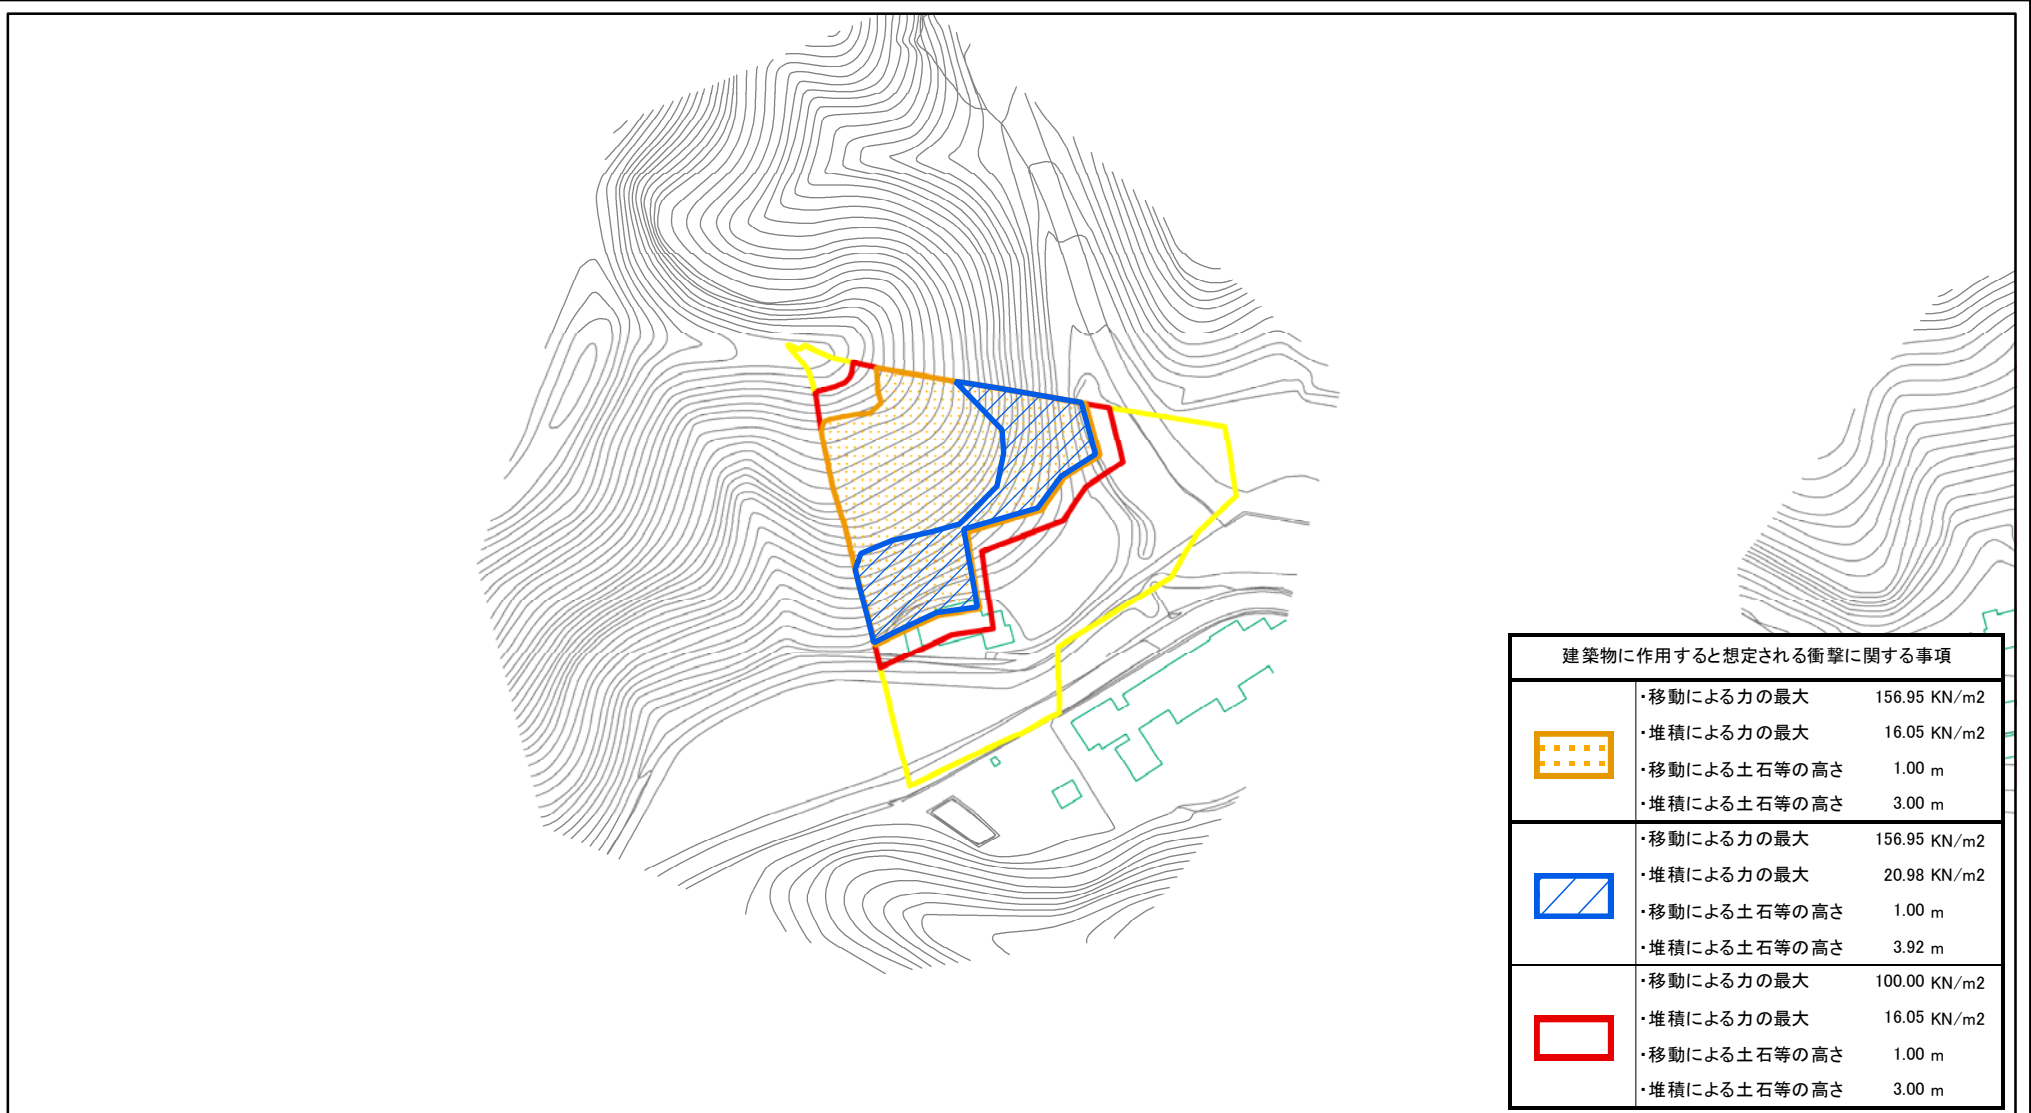 建築物に作用すると想定される衝撃に関する事項
・移動による力の最大 156.95 KN/m2
・堆積による力の最大 16.05 KN/m2
・移動による土石等の高さ 1.00 m
・堆積による土石等の高さ 3.00 m
・移動による力の最大 156.95 KN/m2
・堆積による力の最大 20.98 KN/m2
・移動による土石等の高さ 1.00 m
・堆積による土石等の高さ 3.92 m
・移動による力の最大 100.00 KN/m2
・堆積による力の最大 16.05 KN/m2
・移動による土石等の高さ 1.00 m
・堆積による土石等の高さ 3.00 m